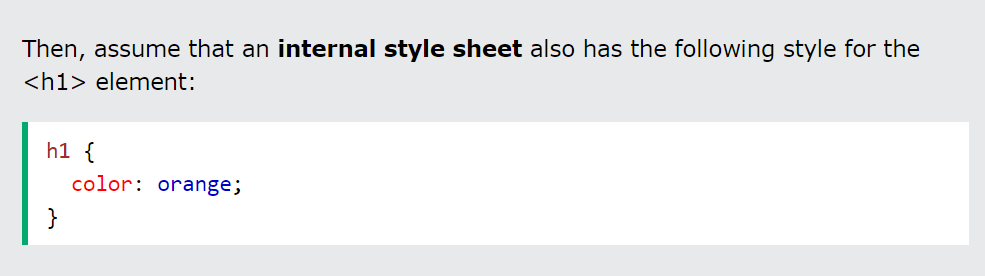 Then, assume that an internal style sheet also has the following style for the
<h1> element:
h1 {
  color: orange;
}